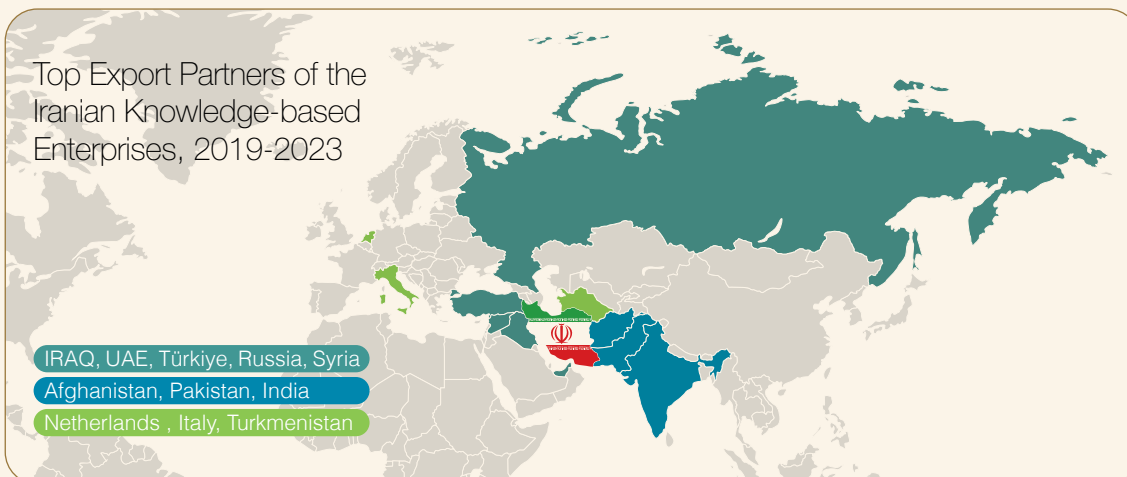 Top Export Partners of the
Iranian Knowledge-based
Enterprises, 2019-2023
IRAQ, UAE, Türkiye, Russia, Syria
Afghanistan, Pakistan, India
Netherlands , Italy, Turkmenistan